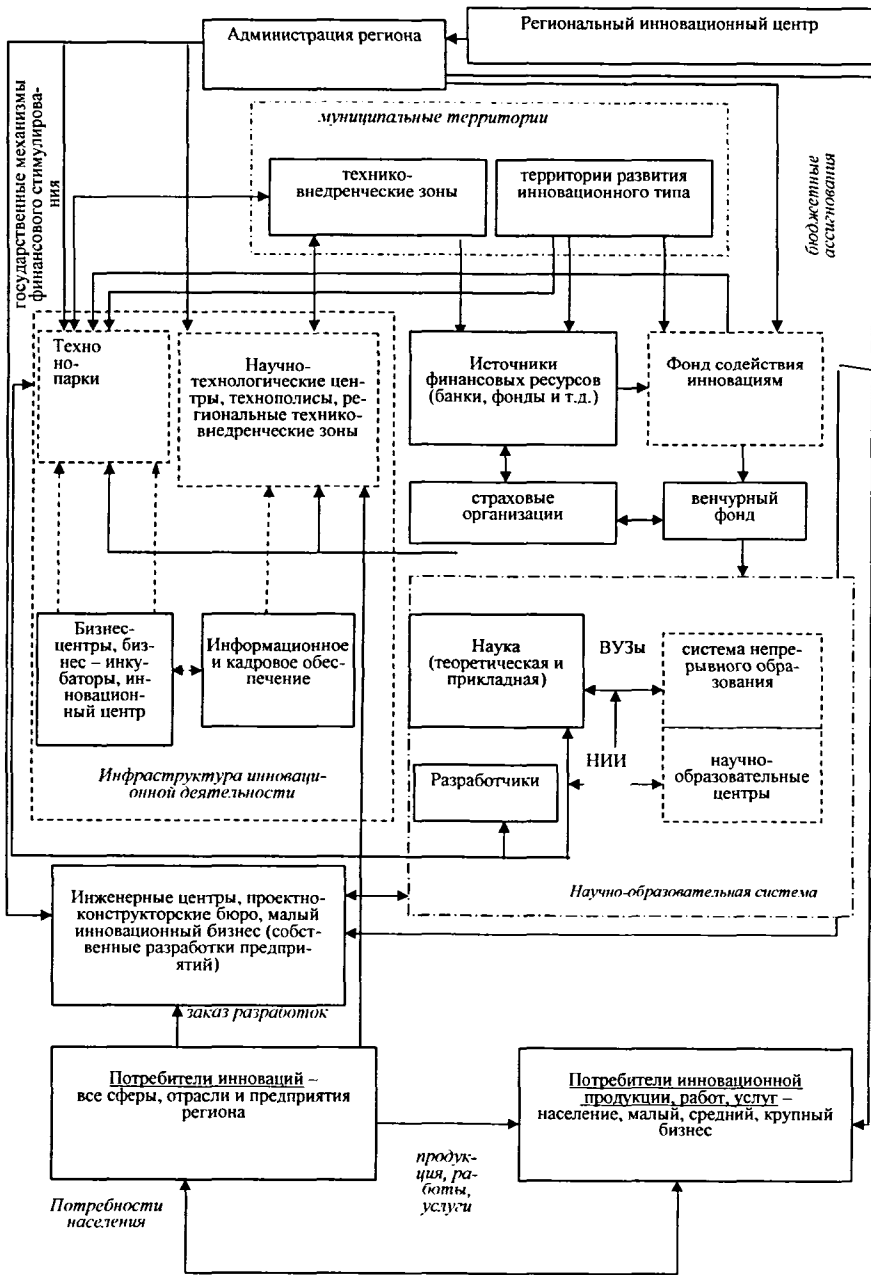 Администрация региона
Региональный инновационный центр
государственные механизмы
финансового стимулирова-
ния
муниципальные территории
технико-
внедренческие зоны
территории развития
инновационного типа
бюджетные
ассигнования
Техно
но-
парки
Научно-
технологические цен-
тры, технополисы, ре-
гиональные технико-
внедренческие зоны
Источники
финансовых ресурсов
(банки, фонды и т.д.)
Фонд содействия
инновациям
страховые
организации
венчурный
фонд
Бизнес-
центры, биз-
нес – инку-
баторы, ин-
новацион-
ный центр
Информационное
и кадровое обес-
печение
Инфраструктура инноваци-
онной деятельности
Наука
(теоретическая и
прикладная)
ВУЗы
система непре-
рывного обра-
зования
НИИ
научно-
образовательные
центры
Разработчики
Научно-образовательная система
Инженерные центры, проектно-
конструкторские бюро, малый
инновационный бизнес (собст-
венные разработки предпри-
ятий)
заказ разработок
Потребители инноваций –
все сферы, отрасли и предприятия
региона
Потребители инновационной
продукции, работ, услуг –
население, малый, средний, крупный
бизнес
продук-
ция, ра-
боты,
услуги
Потребности
населения